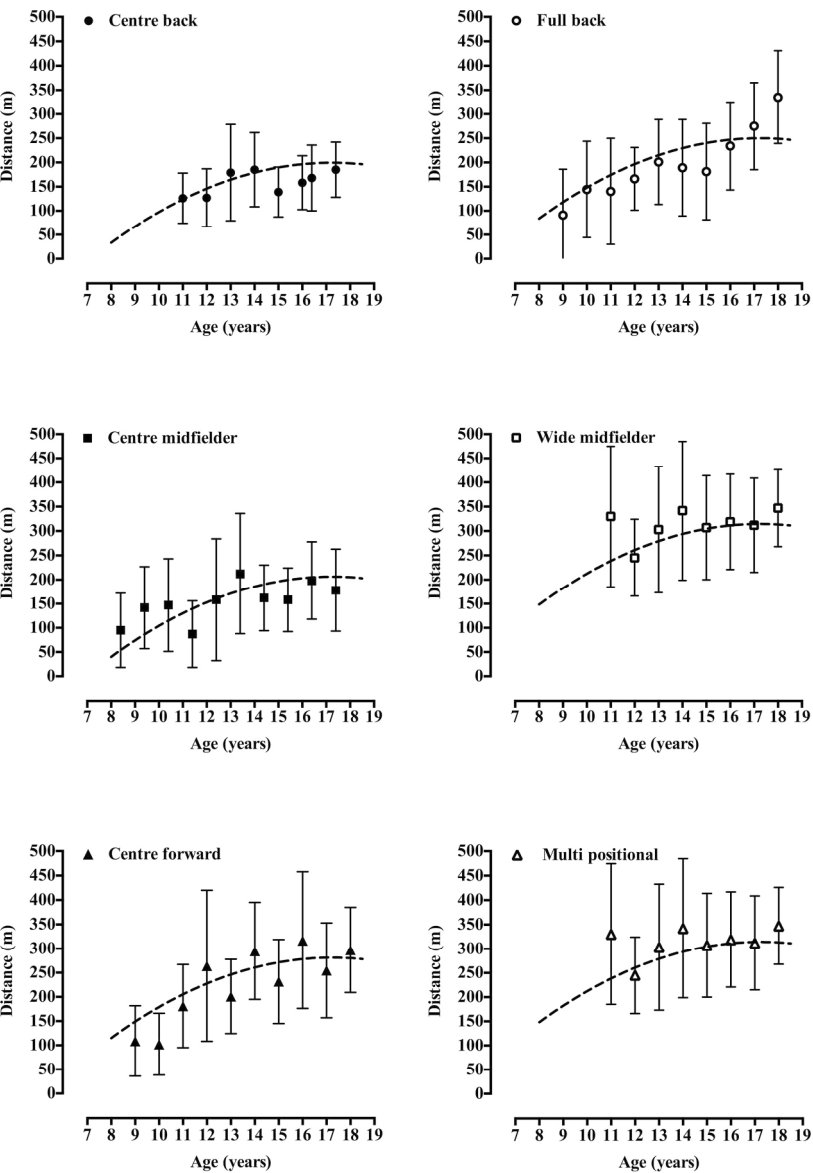 Centre back
500
450
400
350
300
250
200
150
100
50
0
Distance (m)
7 8 9 10 11 12 13 14 15 16 17 18 19
Age (years)
Full back
500
450
400
350
300
250
200
150
100
50
0
Distance (m)
7 8 9 10 11 12 13 14 15 16 17 18 19
Age (years)
Centre midfielder
500
450
400
350
300
250
200
150
100
50
0
Distance (m)
7 8 9 10 11 12 13 14 15 16 17 18 19
Age (years)
Wide midfielder
500
450
400
350
300
250
200
150
100
50
0
Distance (m)
7 8 9 10 11 12 13 14 15 16 17 18 19
Age (years)
Centre forward
500
450
400
350
300
250
200
150
100
50
0
Distance (m)
7 8 9 10 11 12 13 14 15 16 17 18 19
Age (years)
Multi positional
500
450
400
350
300
250
200
150
100
50
0
Distance (m)
7 8 9 10 11 12 13 14 15 16 17 18 19
Age (years)